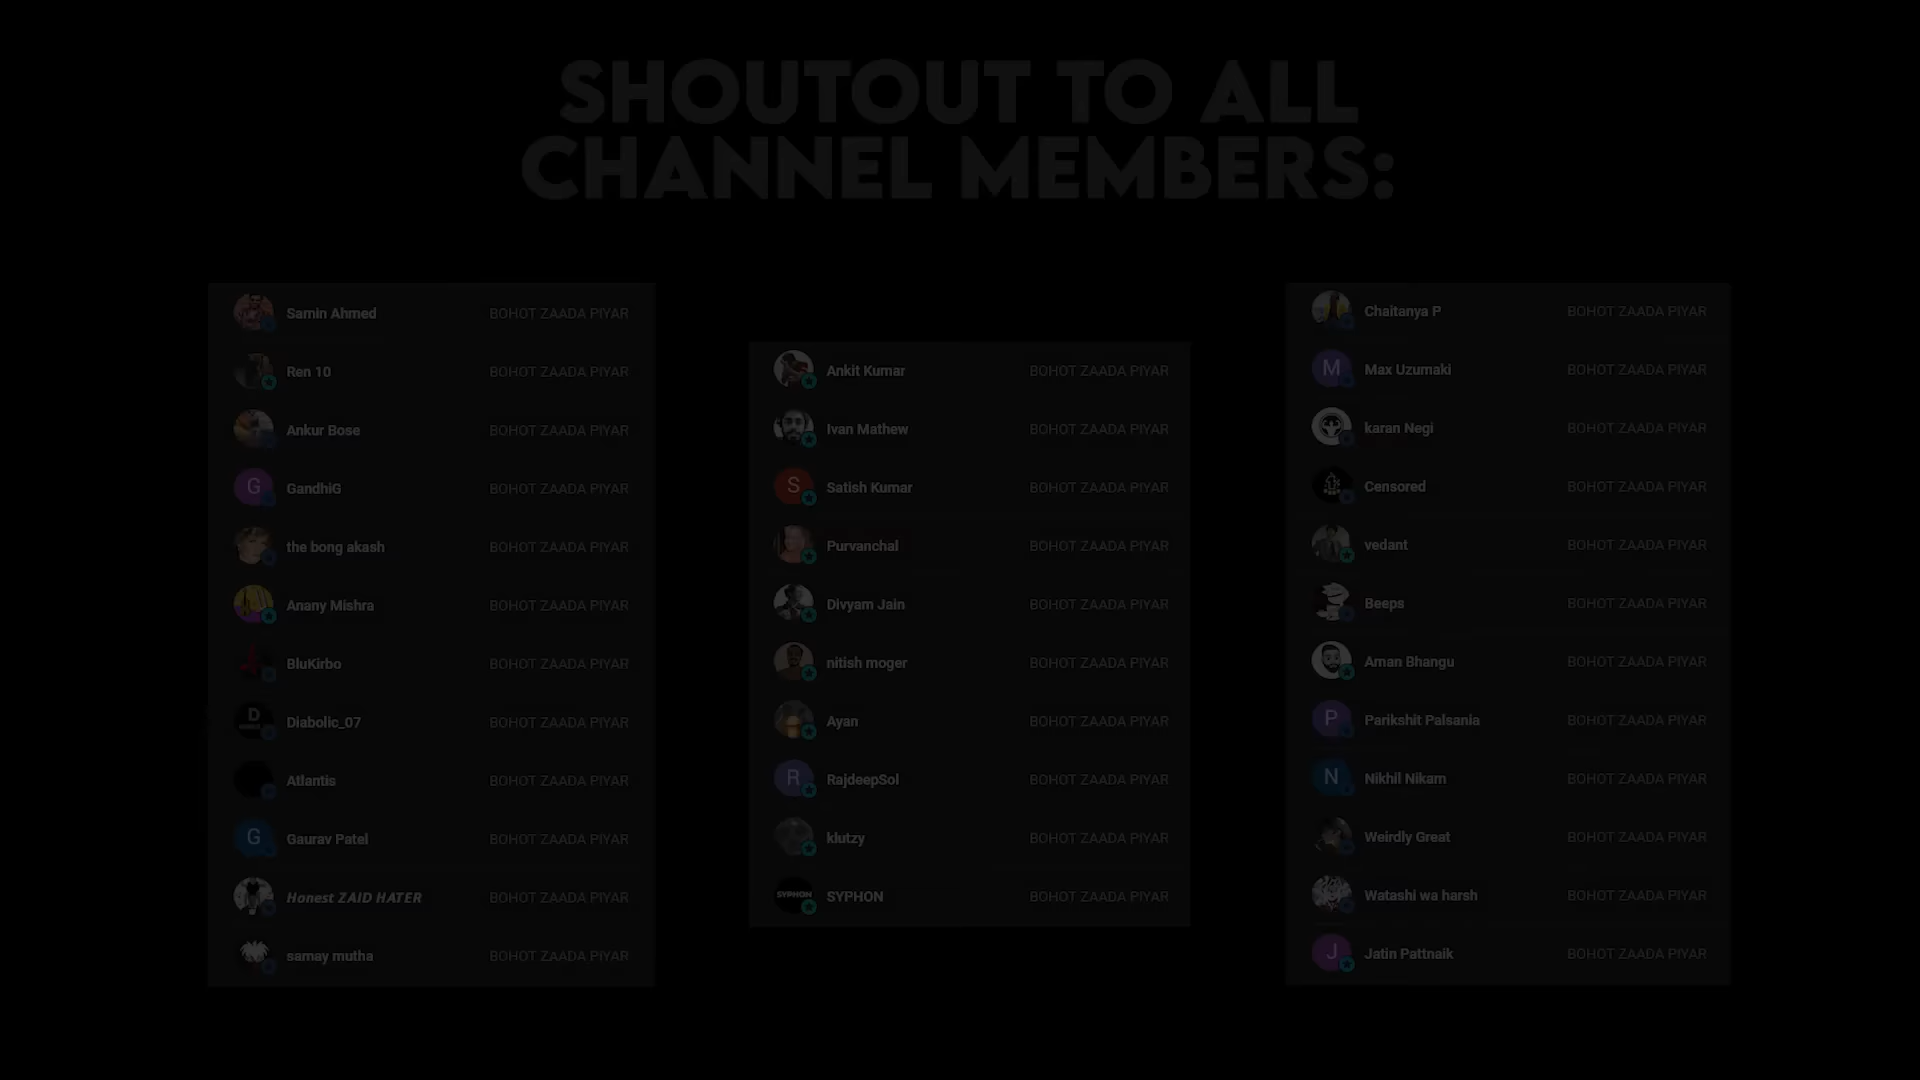 SHOUTOUT TO ALL
CHANNEL MEMBERS:
Samin Ahmed BOHOT ZAADA PIYAR
Ren 10 BOHOT ZAADA PIYAR
Ankur Bose BOHOT ZAADA PIYAR
G GandhiG BOHOT ZAADA PIYAR
the bong akash BOHOT ZAADA PIYAR
Anany Mishra BOHOT ZAADA PIYAR
BluKirbo BOHOT ZAADA PIYAR
D Diabolic_07 BOHOT ZAADA PIYAR
Atlantis BOHOT ZAADA PIYAR
G Gaurav Patel BOHOT ZAADA PIYAR
Honest ZAID HATER BOHOT ZAADA PIYAR
samay mutha BOHOT ZAADA PIYAR
Ankit Kumar BOHOT ZAADA PIYAR
Ivan Mathew BOHOT ZAADA PIYAR
S Satish Kumar BOHOT ZAADA PIYAR
Purvanchal BOHOT ZAADA PIYAR
Divyam Jain BOHOT ZAADA PIYAR
nitish moger BOHOT ZAADA PIYAR
Ayan BOHOT ZAADA PIYAR
R RajdeepSol BOHOT ZAADA PIYAR
klutzy BOHOT ZAADA PIYAR
SYPHON SYPHON BOHOT ZAADA PIYAR
Chaitanya P BOHOT ZAADA PIYAR
M Max Uzumaki BOHOT ZAADA PIYAR
karan Negi BOHOT ZAADA PIYAR
Censored BOHOT ZAADA PIYAR
vedant BOHOT ZAADA PIYAR
Beeps BOHOT ZAADA PIYAR
Aman Bhangu BOHOT ZAADA PIYAR
P Parikshit Palsania BOHOT ZAADA PIYAR
N Nikhil Nikam BOHOT ZAADA PIYAR
Weirdly Great BOHOT ZAADA PIYAR
Watashi wa harsh BOHOT ZAADA PIYAR
J Jatin Pattnaik BOHOT ZAADA PIYAR